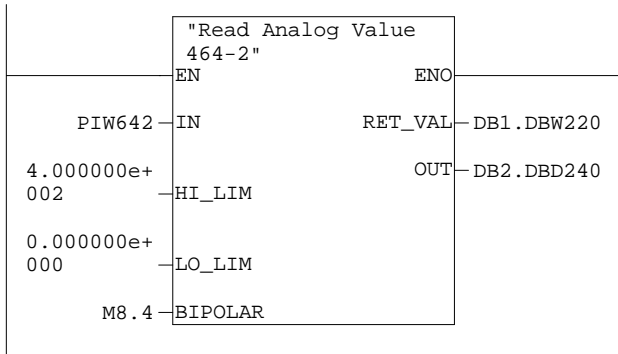 "Read Analog Value
464-2"
EN ENO
PIW642 IN RET_VAL DB1.DBW220
4.000000e+ OUT DB2.DBD240
002 HI_LIM
0.000000e+
000 LO_LIM
M8.4 BIPOLAR